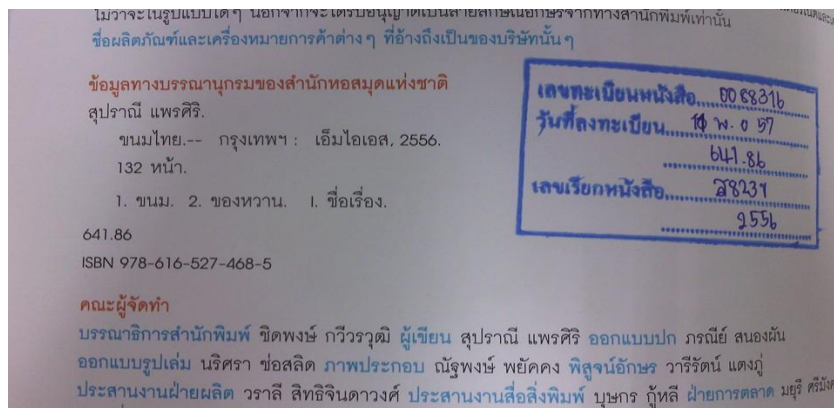 ไม่ว่าจะในรูปแบบใด ๆ นอกจากจะได้รับอนุญาตเป็นลายลักษณ์อักษรจากทางสำนักพิมพ์เท่านั้น
ชื่อผลิตภัณฑ์และเครื่องหมายการค้าต่าง ๆ ที่อ้างถึงเป็นของบริษัทนั้น ๆ
ข้อมูลทางบรรณานุกรมของสำนักหอสมุดแห่งชาติ
สุปราณี แพรศิริ.
ขนมไทย.-- กรุงเทพฯ : เอ็มไอเอส, 2556.
132 หน้า.
1. ขนม. 2. ของหวาน. I. ชื่อเรื่อง.
641.86
ISBN 978-616-527-468-5
เลขทะเบียนหนังสือ 0068316
วันที่ลงทะเบียน พ.ย 57
641.86
เลขเรียกหนังสือ
2556
คณะผู้จัดทำ
บรรณาธิการสำนักพิมพ์ ชิดพงษ์ กวีวรวุฒิ ผู้เขียน สุปราณี แพรศิริ ออกแบบปก ภรณีย์ สนองผัน
ออกแบบรูปเล่ม นริศรา ช่อสลิด ภาพประกอบ ณัฐพงษ์ พยัคคง พิสูจน์อักษร วารีรัตน์ แตงภู่
ประสานงานฝ่ายผลิต วราลี สิทธิจินดาวงศ์ ประสานงานสื่อสิ่งพิมพ์ บุษกร กู้หลี ฝ่ายการตลาด มยุรี